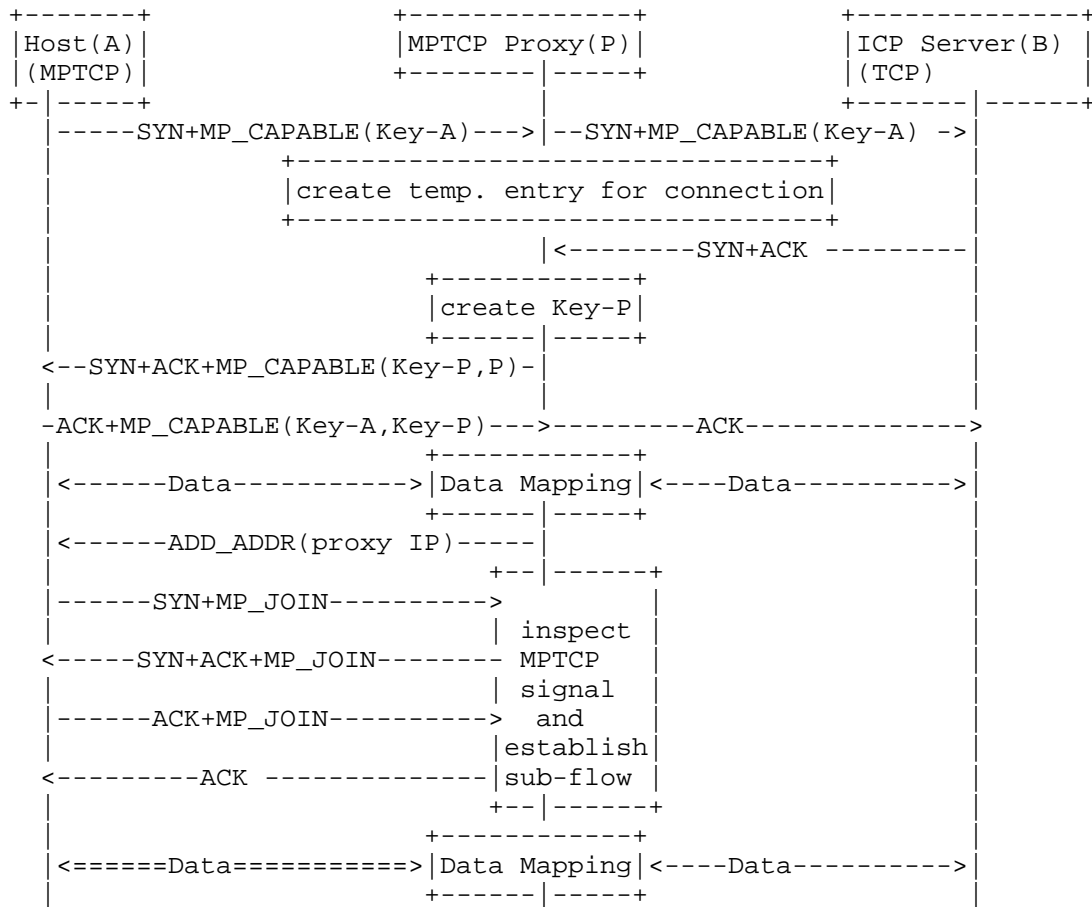 Host(A) MPTCP Proxy(P) ICP Server(B)
(MPTCP) (TCP)
SYN+MP_CAPABLE(Key-A) SYN+MP_CAPABLE(Key-A)
create temp. entry for connection
SYN+ACK
create Key-P
SYN+ACK+MP_CAPABLE(Key-P,P)
ACK+MP_CAPABLE(Key-A,Key-P) ACK
Data Data Mapping Data
ADD_ADDR(proxy IP)
SYN+MP_JOIN
inspect
SYN+ACK+MP_JOIN MPTCP
signal
ACK+MP_JOIN and
establish
ACK sub-flow
Data Data Mapping Data